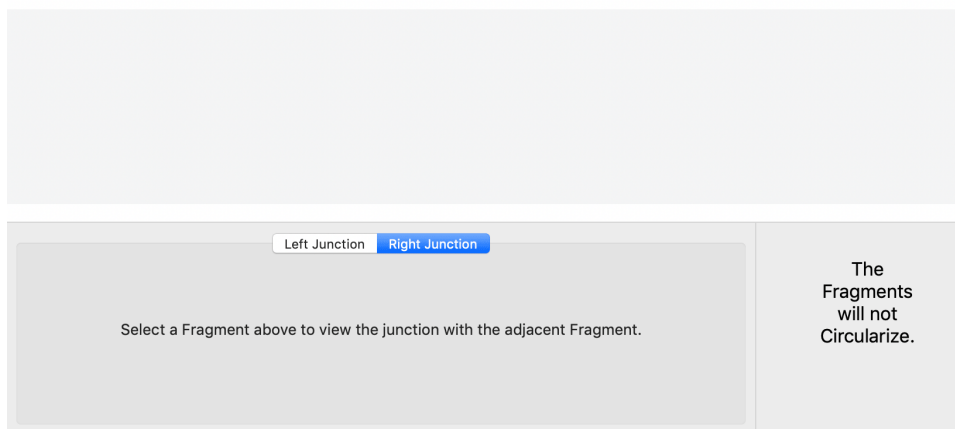 Left Junction Right Junction
Select a Fragment above to view the junction with the adjacent Fragment.
The
Fragments
will not
Circularize.